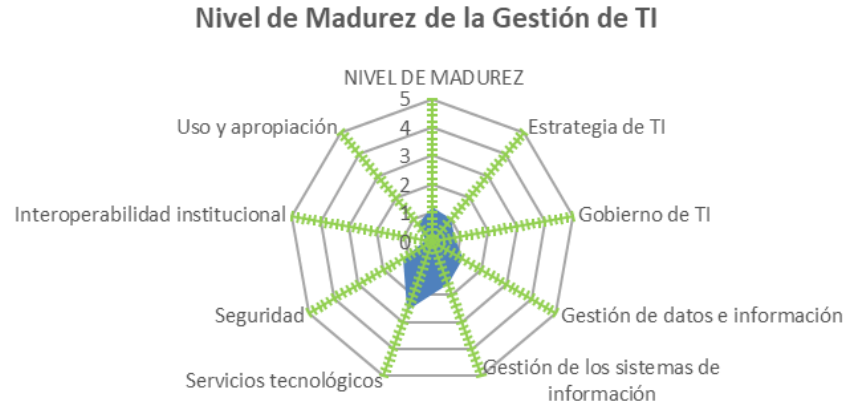 Nivel de Madurez de la Gestión de TI
NIVEL DE MADUREZ
5
4
3
2
1
0
Estrategia de TI
Gobierno de TI
Gestión de datos e información
Gestión de los sistemas de
información
Servicios tecnológicos
Seguridad
Interoperabilidad institucional
Uso y apropiación